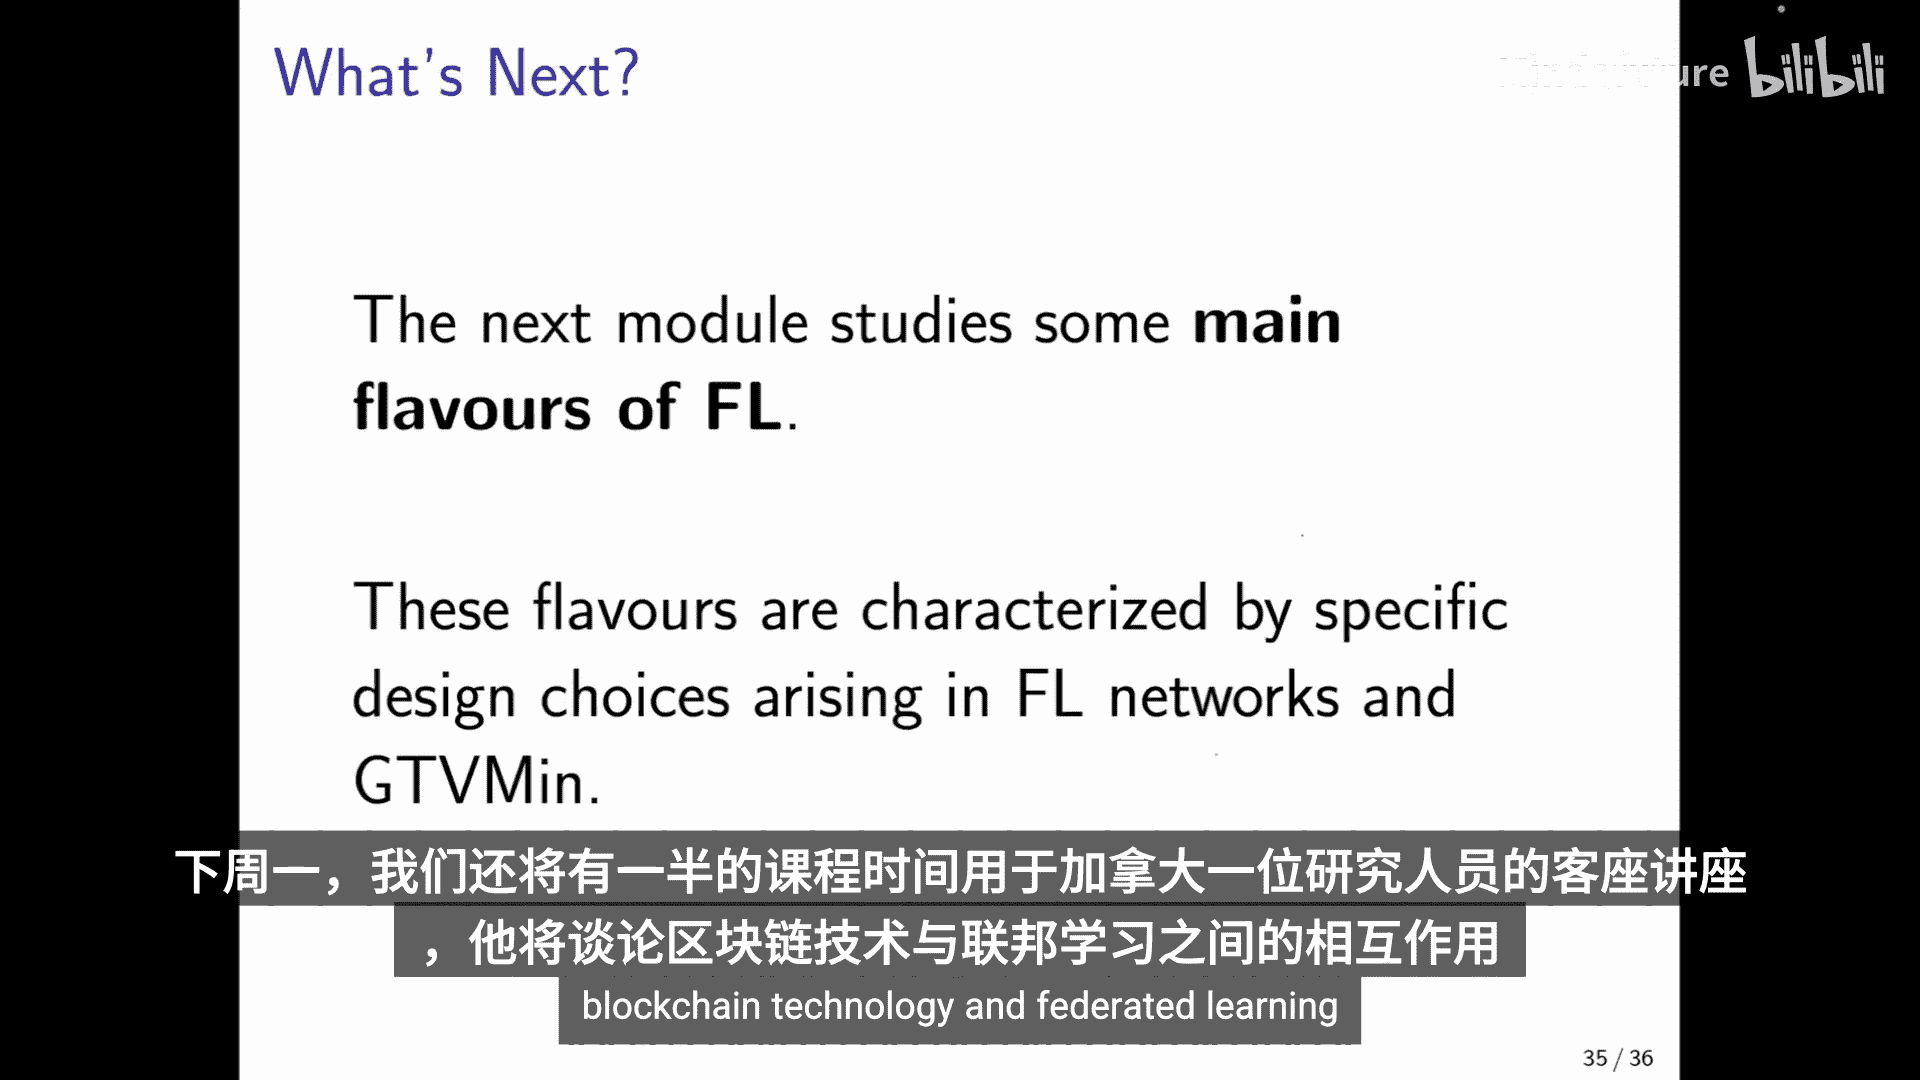 What's Next?
bilibili
The next module studies some main
flavours of FL.
These flavours are characterized by specific
design choices arising in FL networks and
GTVMin.
下周一，我们还将有一半的课程时间用于加拿大一位研究人员的客座讲座
，他将谈论区块链技术与联邦学习之间的相互作用
blockchain technology and federated learning
35 / 36